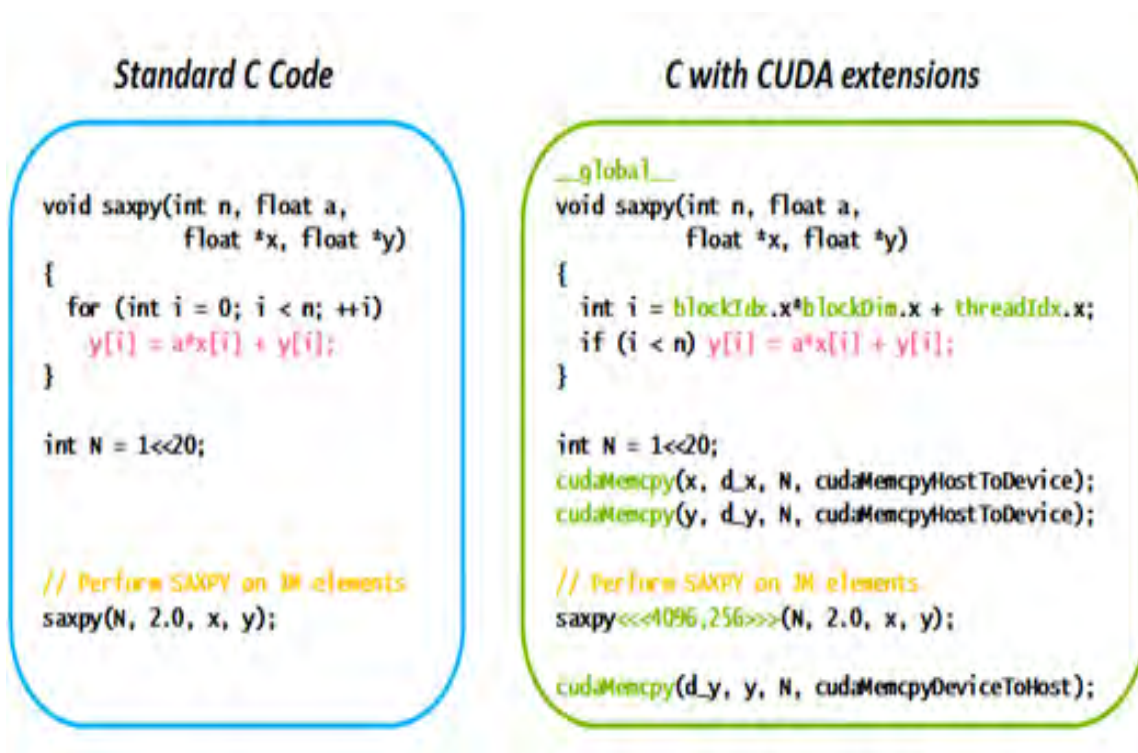 Standard C Code
void saxpy(int n, float a,
float *x, float *y)
{
for (int i = 0; i < n; ++i)
y[i] = a*x[i] + y[i];
}
int N = 1<<20;
// Perform SAXPY on 1M elements
saxpy(N, 2.0, x, y);
C with CUDA extensions
__global__
void saxpy(int n, float a,
float *x, float *y)
{
int i = blockIdx.x*blockDim.x + threadIdx.x;
if (i < n) y[i] = a*x[i] + y[i];
}
int N = 1<<20;
cudaMemcpy(x, d_x, N, cudaMemcpyHostToDevice);
cudaMemcpy(y, d_y, N, cudaMemcpyHostToDevice);
// Perform SAXPY on 1M elements
saxpy<<<4096,256>>>(N, 2.0, x, y);
cudaMemcpy(d_y, y, N, cudaMemcpyDeviceToHost);